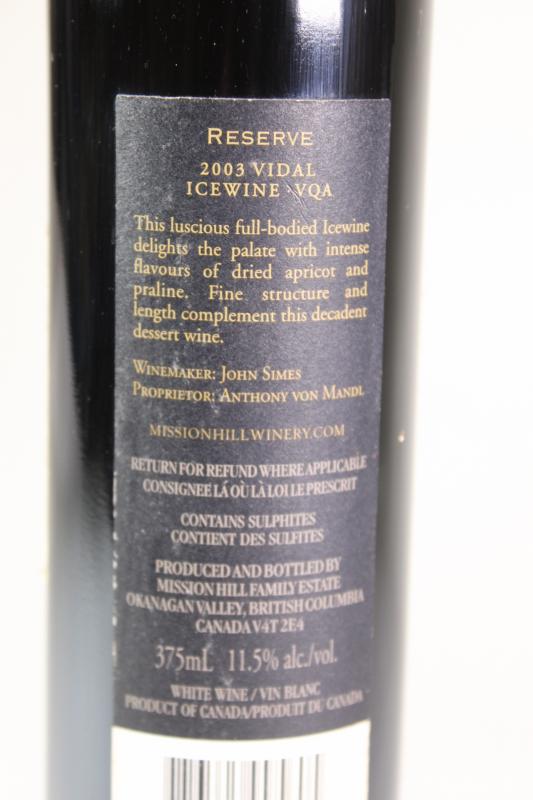 RESERVE
2003 VIDAL
ICEWINE · VQA
This luscious full-bodied Icewine
delights the palate with intense
flavours of dried apricot and
praline. Fine structure and
length complement this decadent
dessert wine.
WINEMAKER: JOHN SIMES
PROPRIETOR: ANTHONY VON MANDL
MISSIONHILLWINERY.COM
RETURN FOR REFUND WHERE APPLICABLE
CONSIGNEE LÁ OÙ LÀ LOI LE PRESCRIT
CONTAINS SULPHITES
CONTIENT DES SULFITES
PRODUCED AND BOTTLED BY
MISSION HILL FAMILY ESTATE
OKANAGAN VALLEY, BRITISH COLUMBIA
CANADA V4T 2E4
375mL 11.5% alc./vol.
WHITE WINE / VIN BLANC
PRODUCT OF CANADA/PRODUIT DU CANADA